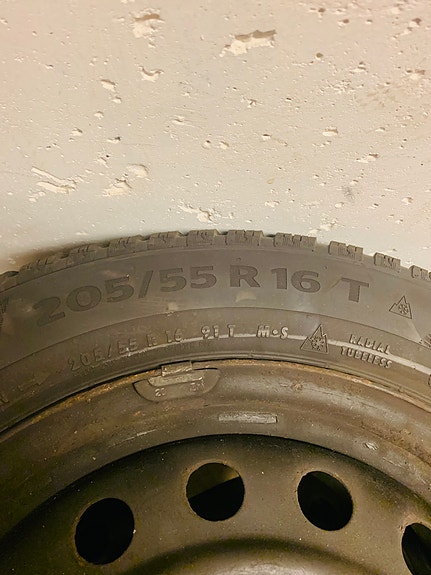 205/55 R 16 T
205/55 R 16 91 T M•S RADIAL
TUBELESS